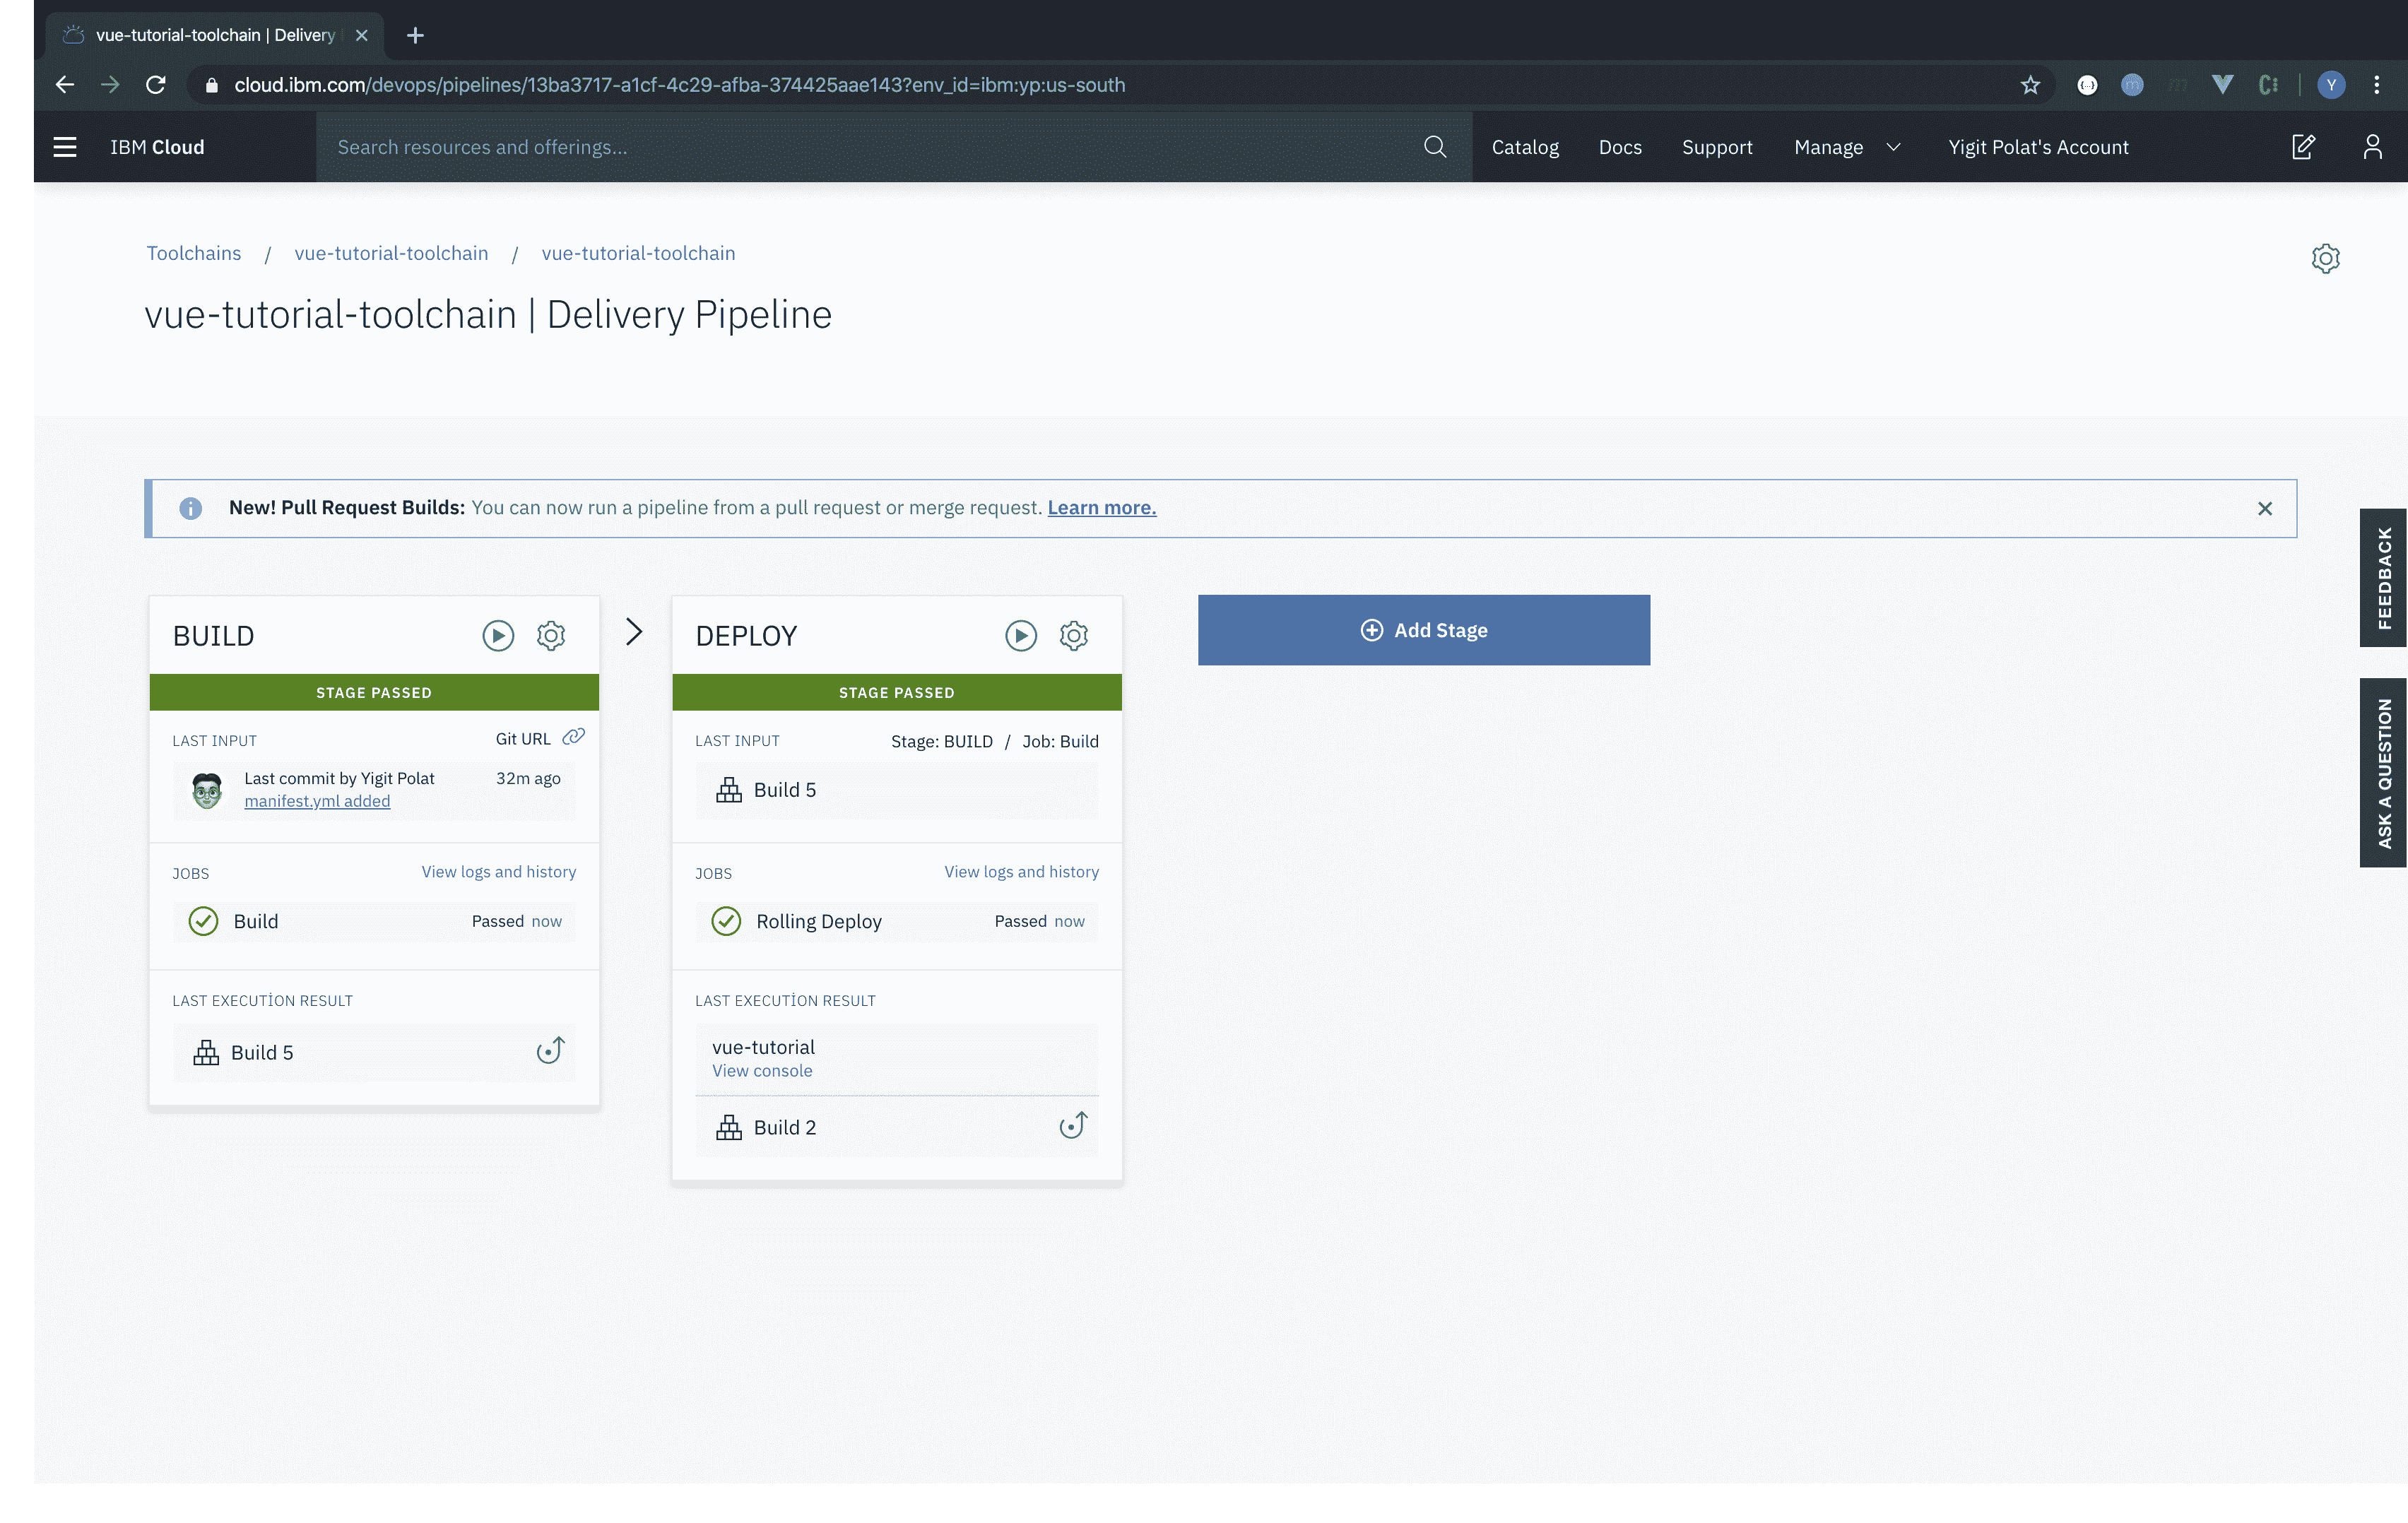 vue-tutorial-toolchain | Delivery
cloud.ibm.com/devops/pipelines/13ba3717-a1cf-4c29-afba-374425aae143?env_id=ibm:yp:us-south
Y
IBM Cloud
Search resources and offerings...
Catalog
Docs
Support
Manage
Yigit Polat's Account
Toolchains / vue-tutorial-toolchain / vue-tutorial-toolchain
vue-tutorial-toolchain | Delivery Pipeline
New! Pull Request Builds: You can now run a pipeline from a pull request or merge request. Learn more.
FEEDBACK
ASK A QUESTION
BUILD
STAGE PASSED
LAST INPUT
Git URL
Last commit by Yigit Polat
32m ago
manifest.yml added
JOBS
View logs and history
Build
Passed now
LAST EXECUTİON RESULT
Build 5
DEPLOY
STAGE PASSED
LAST INPUT
Stage: BUILD / Job: Build
Build 5
JOBS
View logs and history
Rolling Deploy
Passed now
LAST EXECUTİON RESULT
vue-tutorial
View console
Build 2
Add Stage